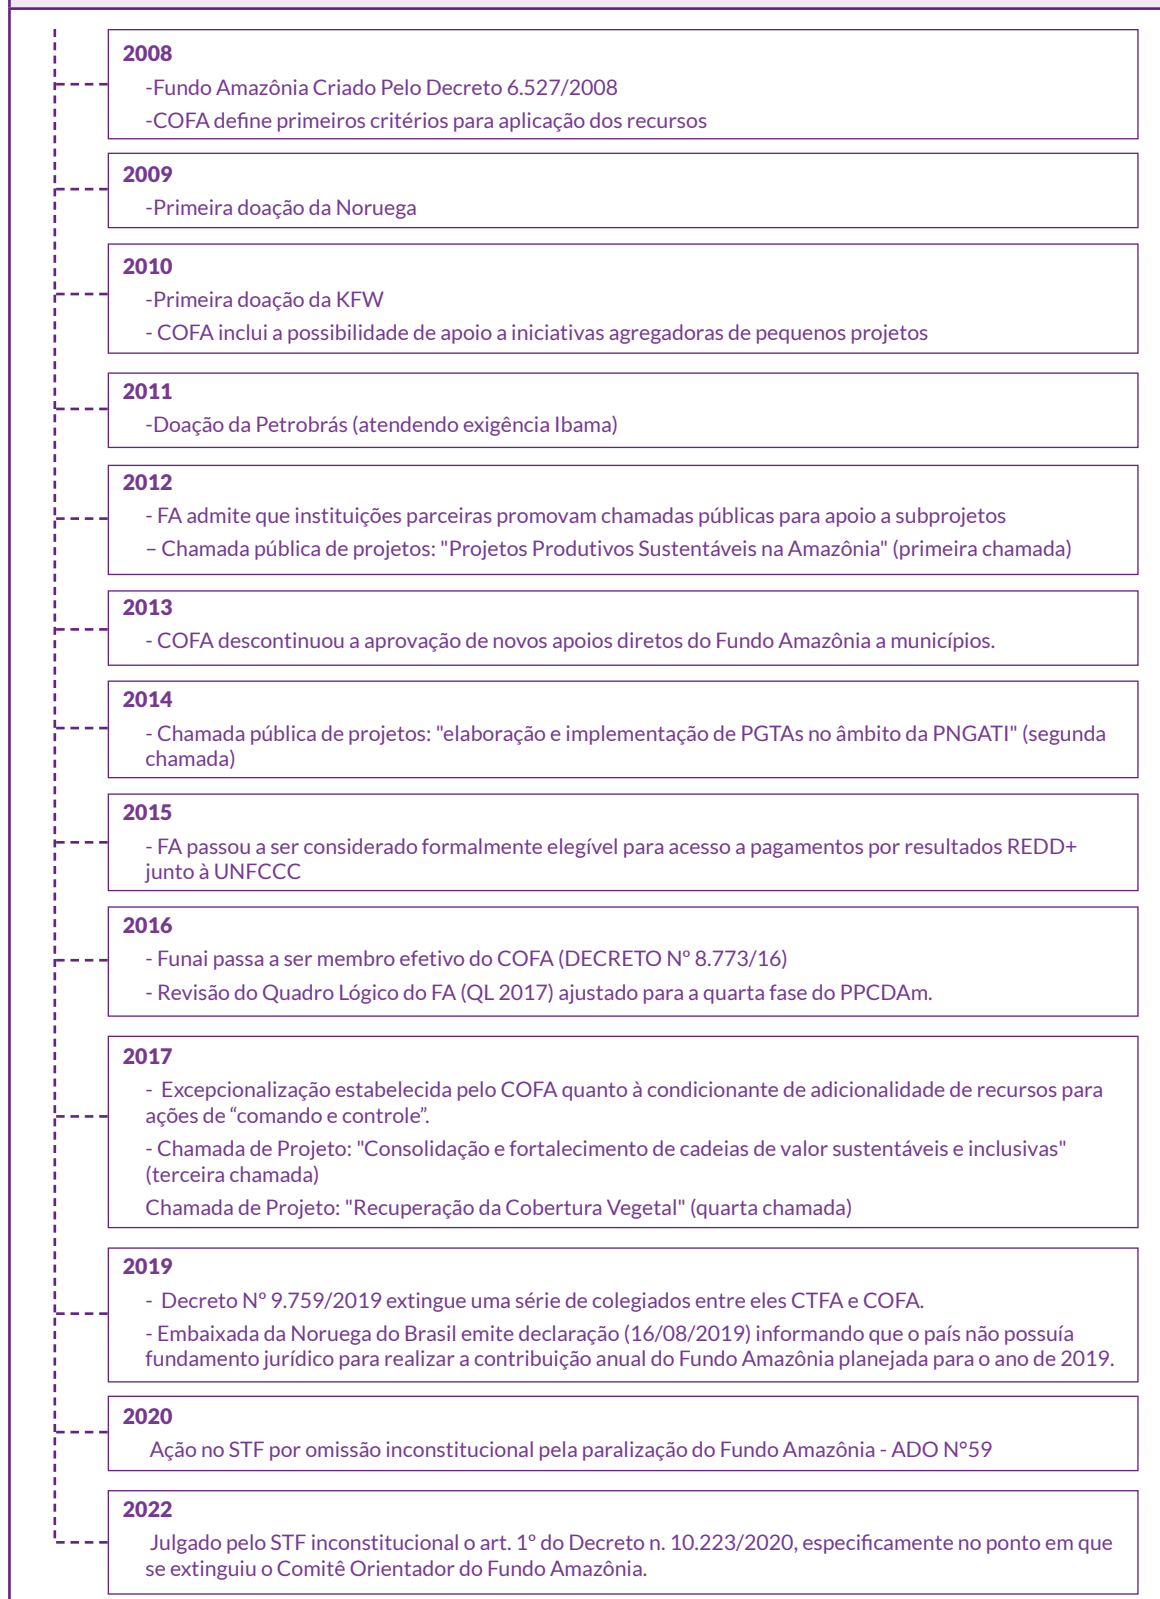 2008
-Fundo Amazônia Criado Pelo Decreto 6.527/2008
-COFA define primeiros critérios para aplicação dos recursos
2009
-Primeira doação da Noruega
2010
-Primeira doação da KFW
- COFA inclui a possibilidade de apoio a iniciativas agregadoras de pequenos projetos
2011
-Doação da Petrobrás (atendendo exigência Ibama)
2012
- FA admite que instituições parceiras promovam chamadas públicas para apoio a subprojetos
– Chamada pública de projetos: "Projetos Produtivos Sustentáveis na Amazônia" (primeira chamada)
2013
- COFA descontinuou a aprovação de novos apoios diretos do Fundo Amazônia a municípios.
2014
- Chamada pública de projetos: "elaboração e implementação de PGTAs no âmbito da PNGATI" (segunda
chamada)
2015
- FA passou a ser considerado formalmente elegível para acesso a pagamentos por resultados REDD+
junto à UNFCCC
2016
- Funai passa a ser membro efetivo do COFA (DECRETO Nº 8.773/16)
- Revisão do Quadro Lógico do FA (QL 2017) ajustado para a quarta fase do PPCDAm.
2017
- Excepcionalização estabelecida pelo COFA quanto à condicionante de adicionalidade de recursos para
ações de “comando e controle”.
- Chamada de Projeto: "Consolidação e fortalecimento de cadeias de valor sustentáveis e inclusivas"
(terceira chamada)
Chamada de Projeto: "Recuperação da Cobertura Vegetal" (quarta chamada)
2019
- Decreto Nº 9.759/2019 extingue uma série de colegiados entre eles CTFA e COFA.
- Embaixada da Noruega do Brasil emite declaração (16/08/2019) informando que o país não possuía
fundamento jurídico para realizar a contribuição anual do Fundo Amazônia planejada para o ano de 2019.
2020
Ação no STF por omissão inconstitucional pela paralização do Fundo Amazônia - ADO N°59
2022
Julgado pelo STF inconstitucional o art. 1º do Decreto n. 10.223/2020, especificamente no ponto em que
se extinguiu o Comitê Orientador do Fundo Amazônia.